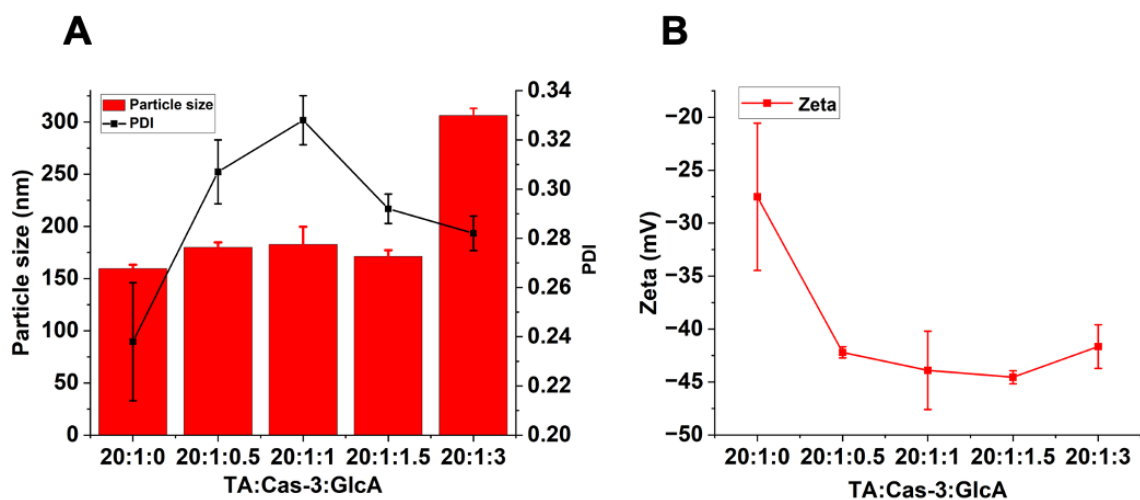 A
Particle size
PDI
Particle size (nm)
300
250
200
150
100
50
0
0.34
0.32
0.30
0.28
0.26
0.24
0.22
0.20
PDI
20:1:0 20:1:0.5 20:1:1 20:1:1.5 20:1:3
TA:Cas-3:GlcA
B
Zeta
Zeta (mV)
−20
−25
−30
−35
−40
−45
−50
20:1:0 20:1:0.5 20:1:1 20:1:1.5 20:1:3
TA:Cas-3:GlcA